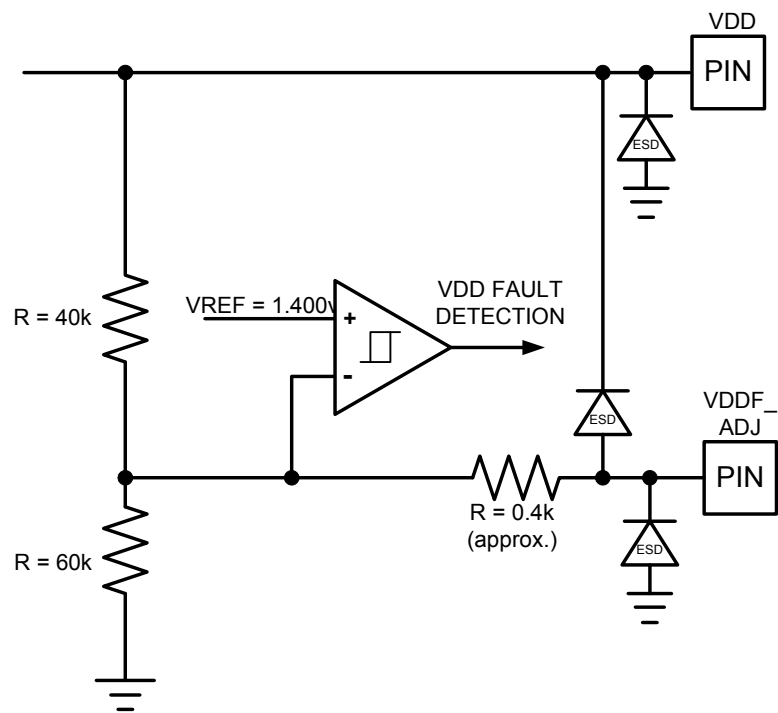 VDD
PIN
ESD
VREF = 1.400v
VDD FAULT
DETECTION
R = 40k
ESD
VDDF_
ADJ
PIN
R = 0.4k
(approx.)
ESD
R = 60k